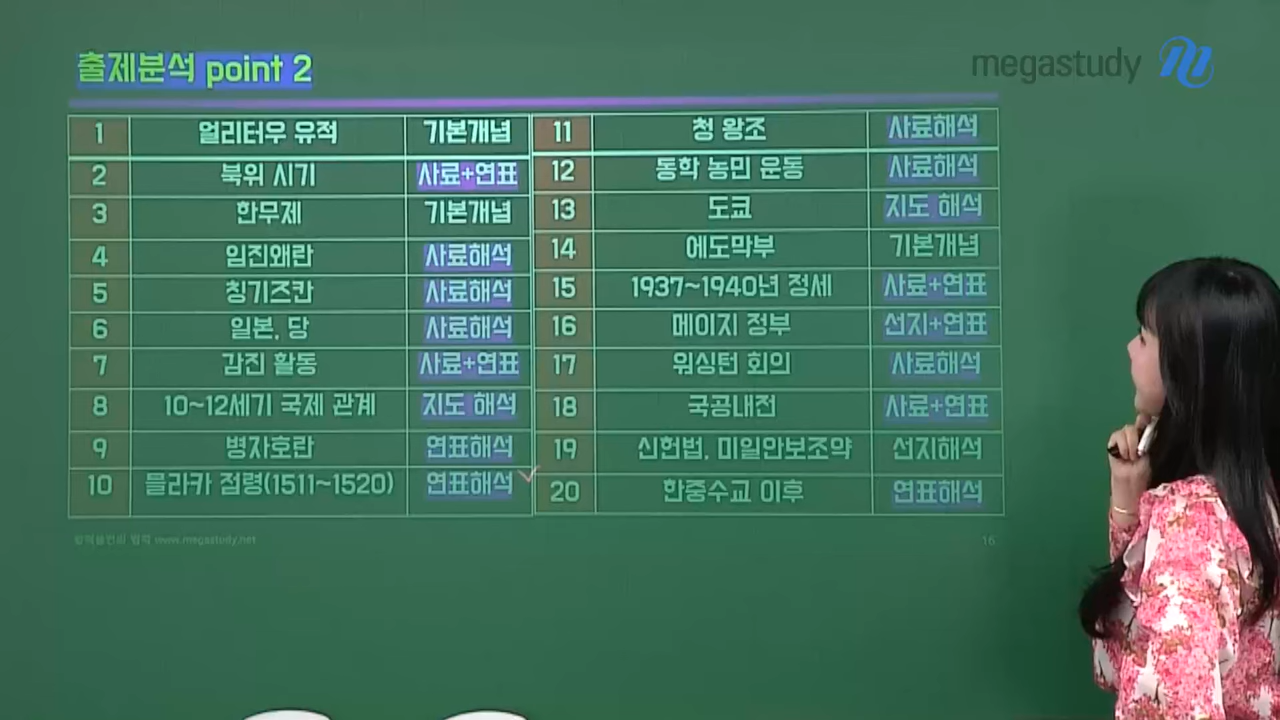 출제분석 point 2
megastudy
1 얼리터우 유적 기본개념
2 북위 시기 사료+연표
3 한무제 기본개념
4 임진왜란 사료해석
5 칭기즈칸 사료해석
6 일본, 당 사료해석
7 감진 활동 사료+연표
8 10~12세기 국제 관계 지도 해석
9 병자호란 연표해석
10 믈라카 점령(1511~1520) 연표해석
11 청 왕조 사료해석
12 동학 농민 운동 사료해석
13 도쿄 지도 해석
14 에도막부 기본개념
15 1937~1940년 정세 사료+연표
16 메이지 정부 선지+연표
17 워싱턴 회의 사료해석
18 국공내전 사료+연표
19 신헌법, 미일안보조약 선지해석
20 한중수교 이후 연표해석
www.megastudy.net
16